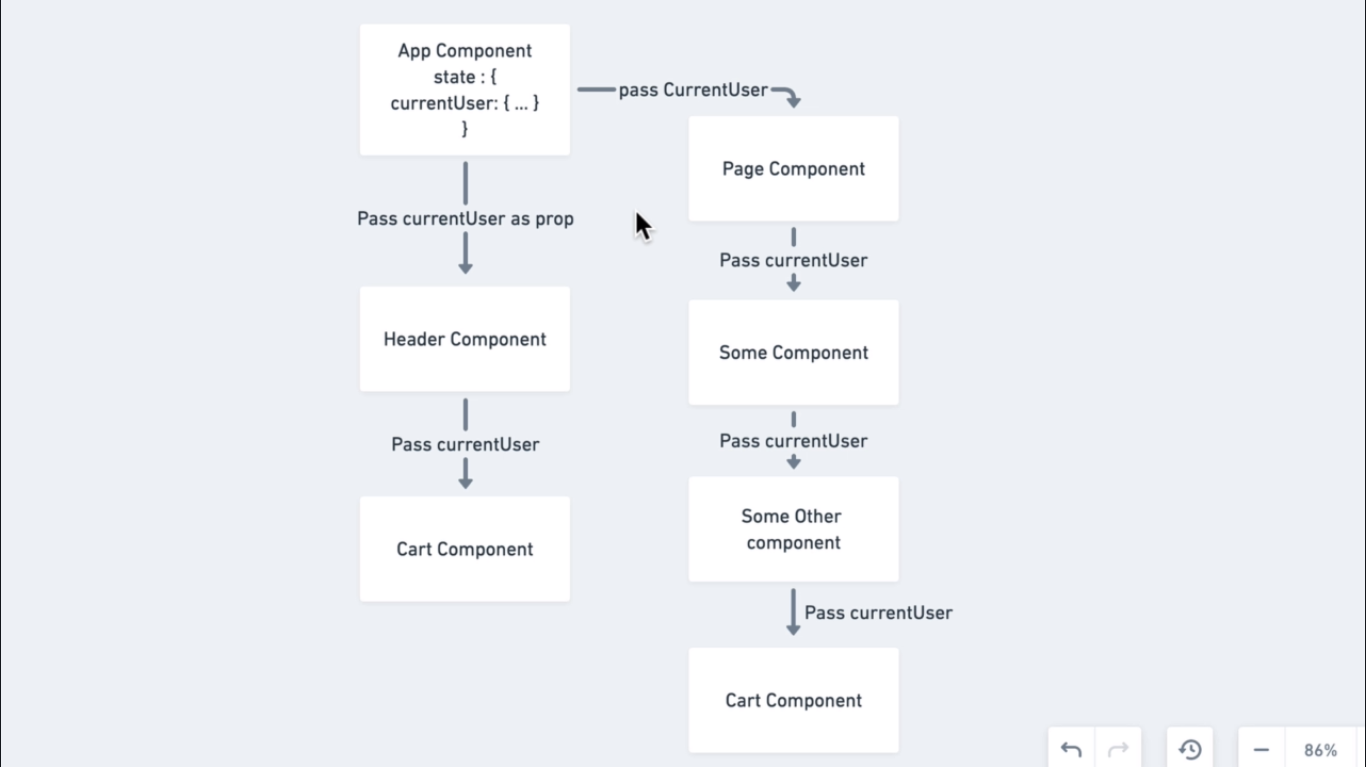 App Component
state : {
currentUser: { ... }
}
pass CurrentUser
Page Component
Pass currentUser as prop
Pass currentUser
Header Component
Some Component
Pass currentUser
Pass currentUser
Some Other
component
Cart Component
Pass currentUser
Cart Component
86%